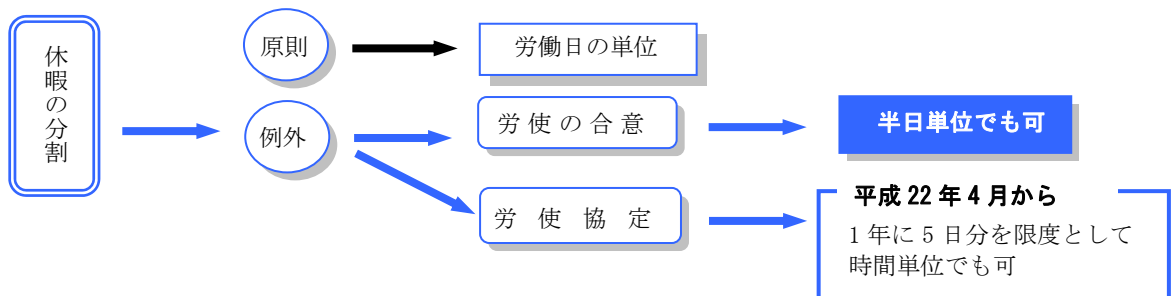 休暇の分割
原則
労働日の単位
例外
労使の合意
半日単位でも可
労使協定
平成 22 年 4 月から
1 年に 5 日分を限度として
時間単位でも可